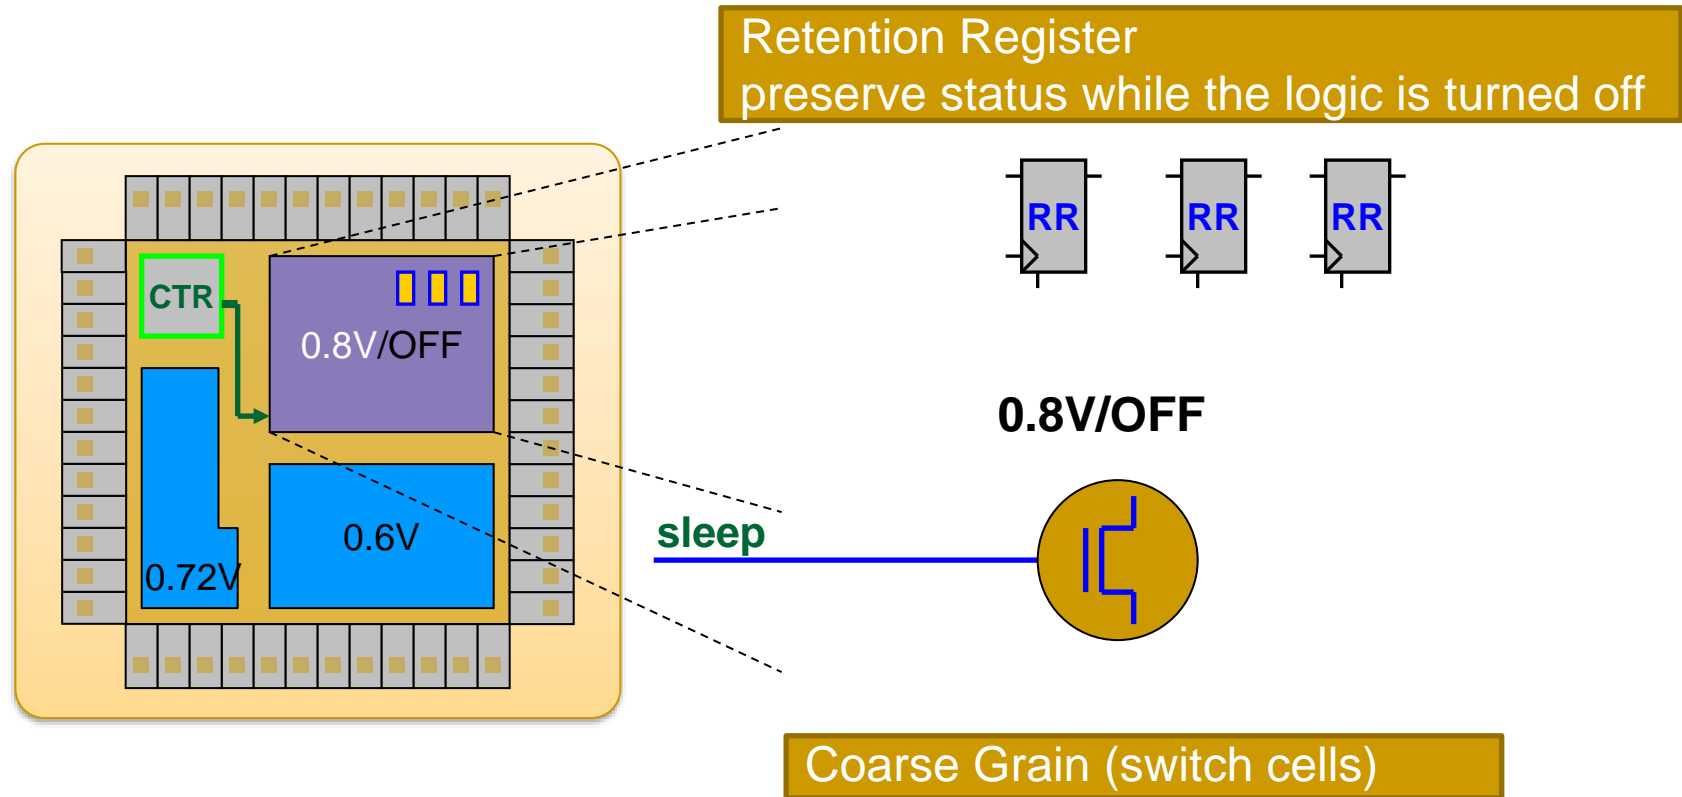 Retention Register
preserve status while the logic is turned off
RR RR RR
CTR
0.8V/OFF
0.8V/OFF
0.6V
sleep
0.72V
Coarse Grain (switch cells)